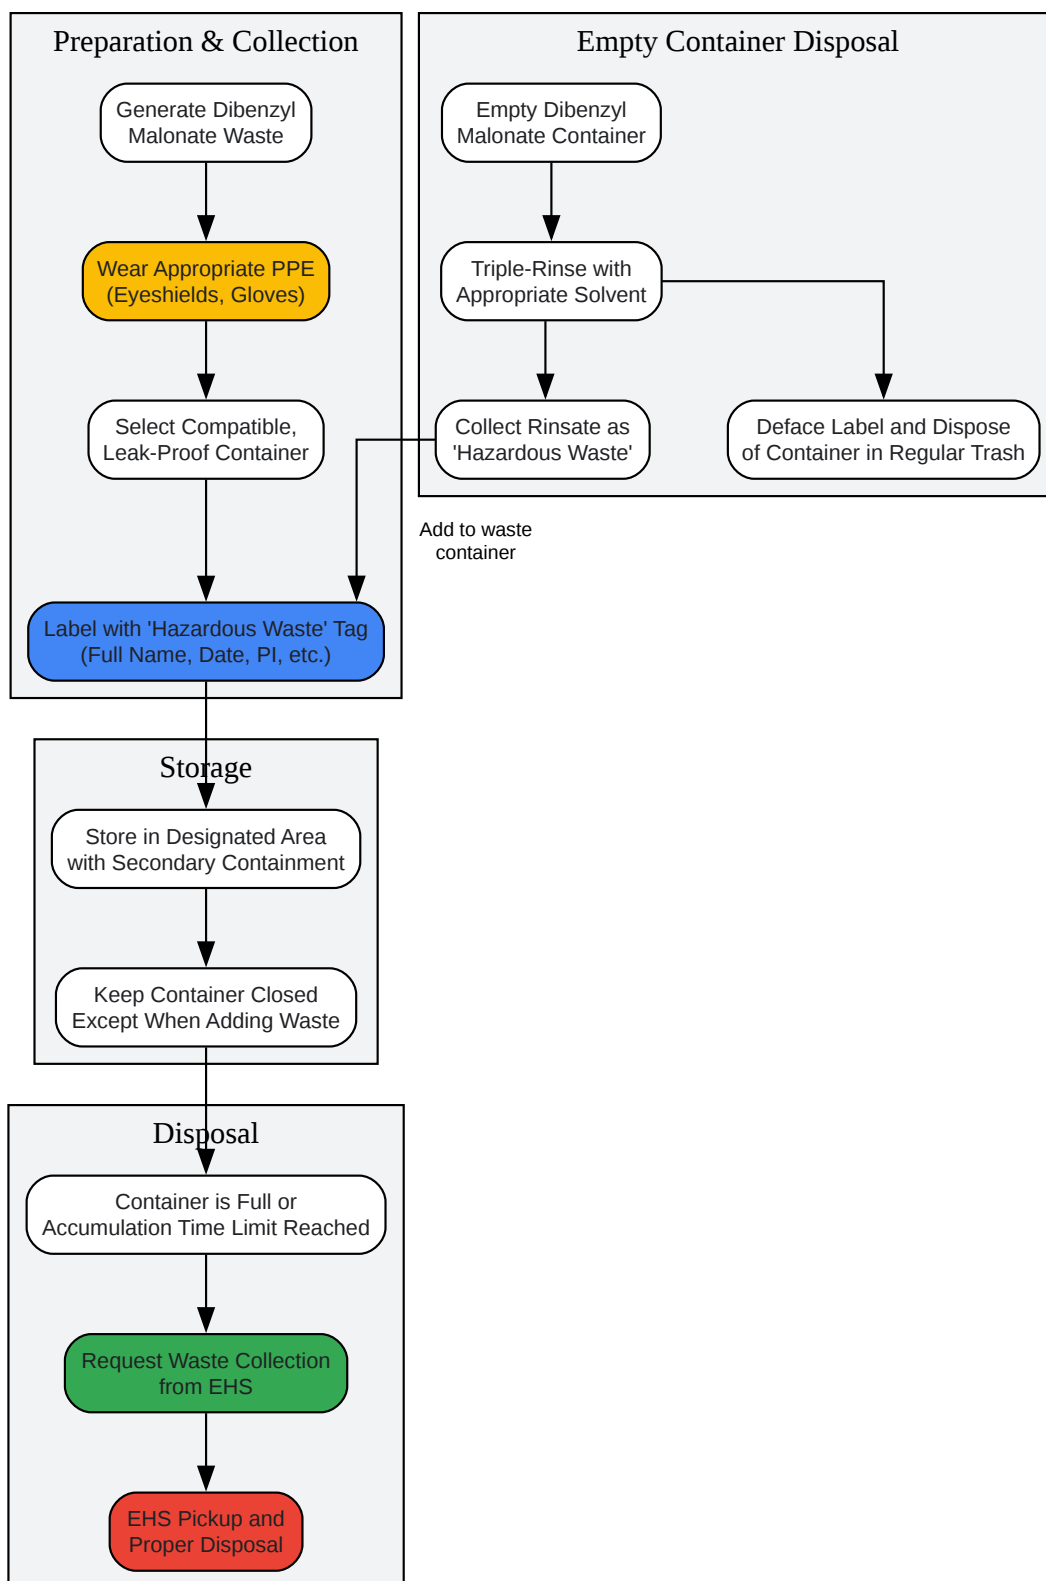 Preparation & Collection
Generate Dibenzyl
Malonate Waste
Wear Appropriate PPE
(Eyeshields, Gloves)
Select Compatible,
Leak-Proof Container
Label with 'Hazardous Waste' Tag
(Full Name, Date, PI, etc.)
Empty Container Disposal
Empty Dibenzyl
Malonate Container
Triple-Rinse with
Appropriate Solvent
Collect Rinsate as
'Hazardous Waste'
Deface Label and Dispose
of Container in Regular Trash
Add to waste
container
Storage
Store in Designated Area
with Secondary Containment
Keep Container Closed
Except When Adding Waste
Disposal
Container is Full or
Accumulation Time Limit Reached
Request Waste Collection
from EHS
EHS Pickup and
Proper Disposal